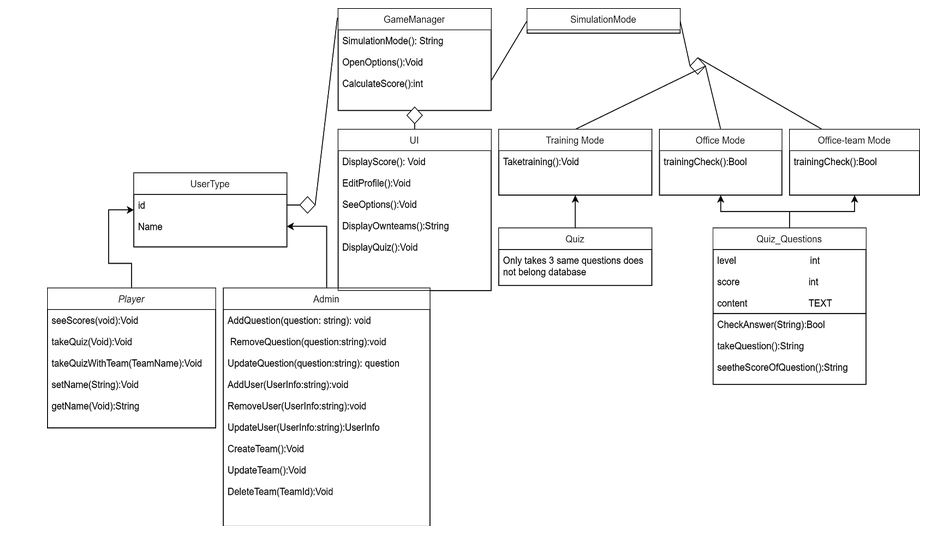 GameManager
SimulationMode(): String
OpenOptions():Void
CalculateScore():int
SimulationMode
UI
DisplayScore(): Void
EditProfile():Void
SeeOptions():Void
DisplayOwnteams():String
DisplayQuiz():Void
Training Mode
Taketraining():Void
Office Mode
trainingCheck():Bool
Office-team Mode
trainingCheck():Bool
UserType
id
Name
Quiz
Only takes 3 same questions does
not belong database
Quiz_Questions
level int
score int
content TEXT
CheckAnswer(String):Bool
takeQuestion():String
seetheScoreOfQuestion():String
Player
seeScores(void):Void
takeQuiz(Void):Void
takeQuizWithTeam(TeamName):Void
setName(String):Void
getName(Void):String
Admin
AddQuestion(question: string): void
RemoveQuestion(question:string):void
UpdateQuestion(question:string): question
AddUser(UserInfo:string):void
RemoveUser(UserInfo:string):void
UpdateUser(UserInfo:string):UserInfo
CreateTeam():Void
UpdateTeam():Void
DeleteTeam(TeamId):Void